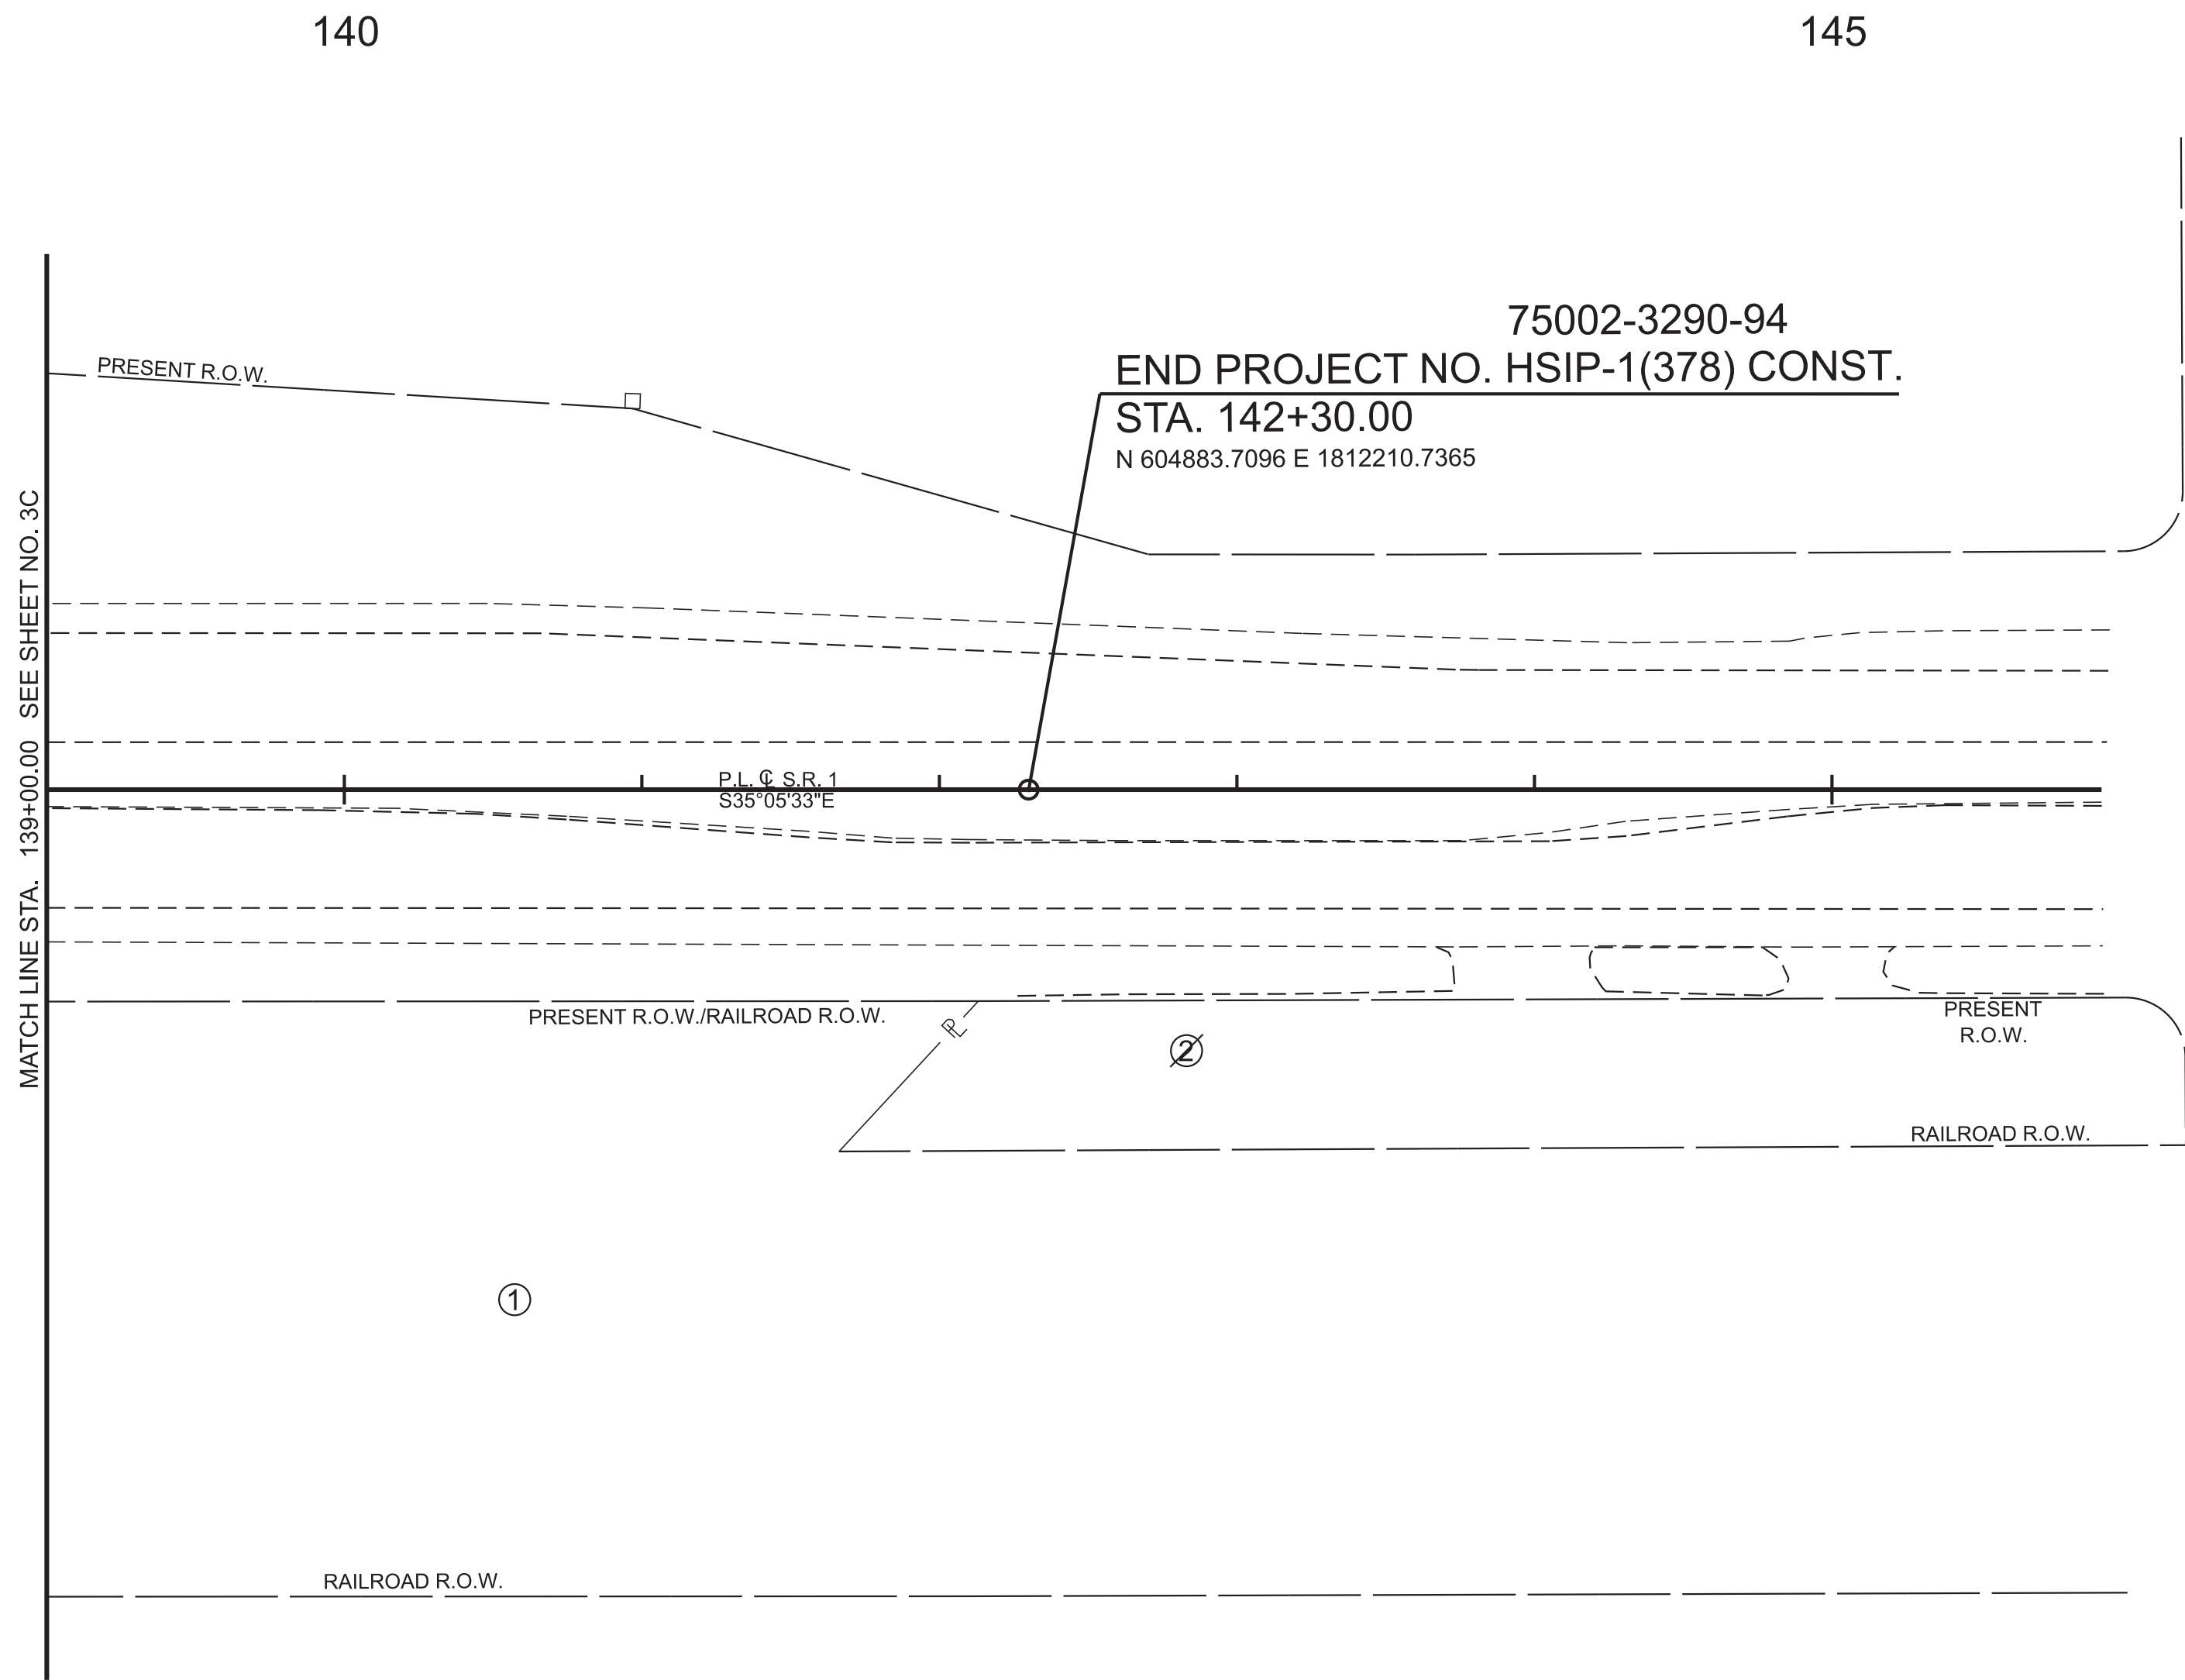 140
145
75002-3290-94
END PROJECT NO. HSIP-1(378) CONST.
STA. 142+30.00
N 604883.7096 E 1812210.7365
PRESENT R.O.W.
MATCH LINE STA. 139+00.00 SEE SHEET NO. 3C
P.L. ℄ S.R. 1
S35°05'33"E
PRESENT R.O.W./RAILROAD R.O.W.
PL
2
PRESENT
R.O.W.
RAILROAD R.O.W.
1
RAILROAD R.O.W.